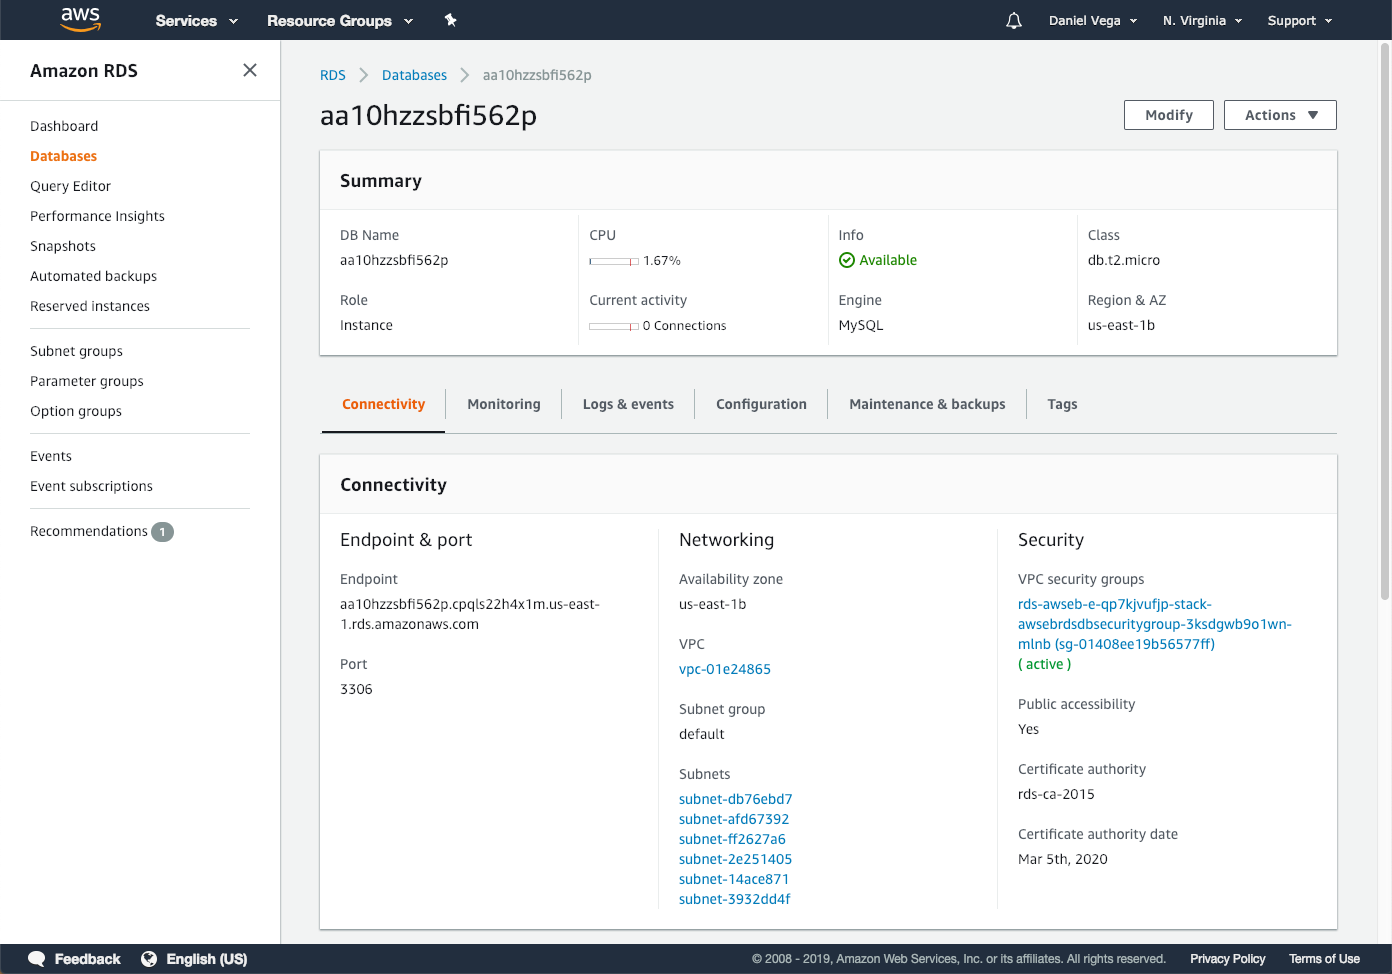 aws Services Resource Groups Daniel Vega N. Virginia Support
Amazon RDS
Dashboard
Databases
Query Editor
Performance Insights
Snapshots
Automated backups
Reserved instances
Subnet groups
Parameter groups
Option groups
Events
Event subscriptions
Recommendations 1
RDS Databases aa10hzzsbfi562p
aa10hzzsbfi562p
Modify Actions
Summary
DB Name
aa10hzzsbfi562p
Role
Instance
CPU
1.67%
Current activity
0 Connections
Info
Available
Engine
MySQL
Class
db.t2.micro
Region & AZ
us-east-1b
Connectivity Monitoring Logs & events Configuration Maintenance & backups Tags
Connectivity
Endpoint & port
Endpoint
aa10hzzsbfi562p.cpqls22h4x1m.us-east-
1.rds.amazonaws.com
Port
3306
Networking
Availability zone
us-east-1b
VPC
vpc-01e24865
Subnet group
default
Subnets
subnet-db76ebd7
subnet-afd67392
subnet-ff2627a6
subnet-2e251405
subnet-14ace871
subnet-3932dd4f
Security
VPC security groups
rds-awseb-e-qp7kjvufjp-stack-
awsebrdsdbsecuritygroup-3ksdgwb9o1wn-
mlnb (sg-01408ee19b56577ff)
( active )
Public accessibility
Yes
Certificate authority
rds-ca-2015
Certificate authority date
Mar 5th, 2020
Feedback English (US) © 2008 - 2019, Amazon Web Services, Inc. or its affiliates. All rights reserved. Privacy Policy Terms of Use